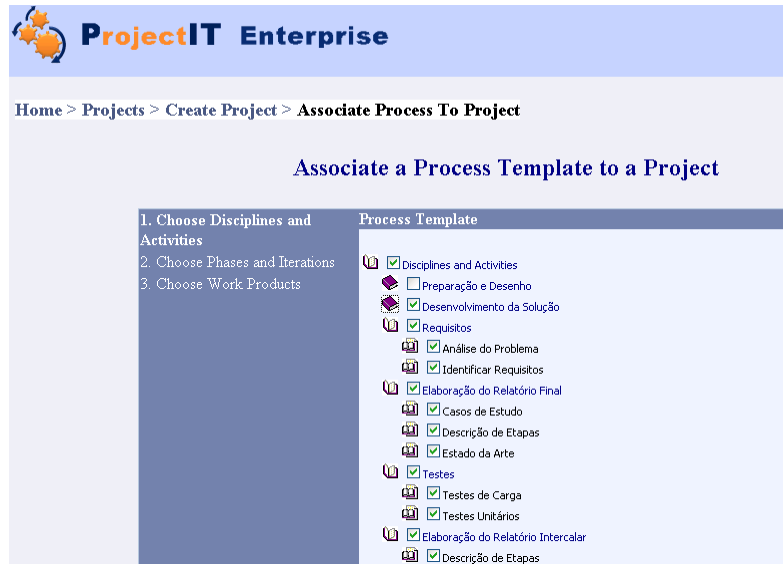 ProjectIT Enterprise
Home > Projects > Create Project > Associate Process To Project
Associate a Process Template to a Project
1. Choose Disciplines and
Activities
2. Choose Phases and Iterations
3. Choose Work Products
Process Template
Disciplines and Activities
Preparação e Desenho
Desenvolvimento da Solução
Requisitos
Análise do Problema
Identificar Requisitos
Elaboração do Relatório Final
Casos de Estudo
Descrição de Etapas
Estado da Arte
Testes
Testes de Carga
Testes Unitários
Elaboração do Relatório Intercalar
Descrição de Etapas